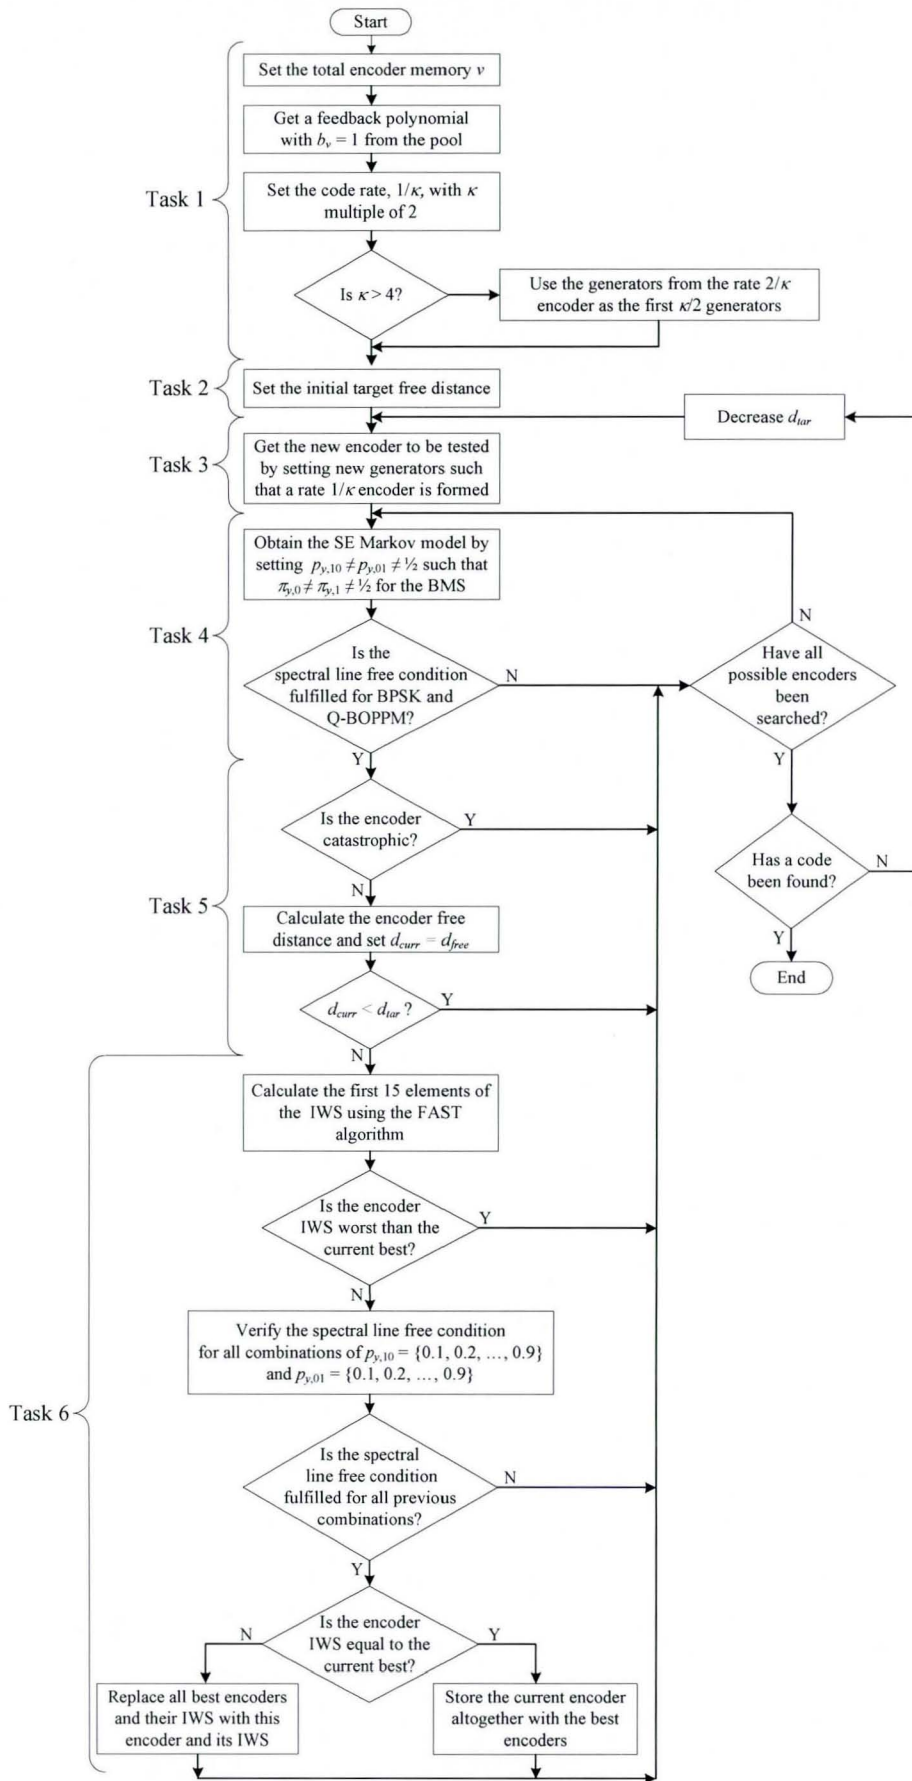 Start
Task 1
Set the total encoder memory v
Get a feedback polynomial
with bᵥ = 1 from the pool
Set the code rate, 1/κ, with κ
multiple of 2
Is κ > 4?
Use the generators from the rate 2/κ
encoder as the first κ/2 generators
Task 2
Set the initial target free distance
Decrease d_tar
Task 3
Get the new encoder to be tested
by setting new generators such
that a rate 1/κ encoder is formed
Task 4
Obtain the SE Markov model by
setting p_y,10 ≠ p_y,01 ≠ ½ such that
π_y,0 ≠ π_y,1 ≠ ½ for the BMS
Is the
spectral line free condition
fulfilled for BPSK and
Q-BOPPM?
N
Y
Have all
possible encoders
been
searched?
N
Y
Has a code
been found?
N
Y
End
Task 5
Is the encoder
catastrophic?
Y
N
Calculate the encoder free
distance and set d_curr = d_free
d_curr < d_tar ?
Y
N
Task 6
Calculate the first 15 elements of
the IWS using the FAST
algorithm
Is the encoder
IWS worst than the
current best?
Y
N
Verify the spectral line free condition
for all combinations of p_y,10 = {0.1, 0.2, ..., 0.9}
and p_y,01 = {0.1, 0.2, ..., 0.9}
Is the spectral
line free condition
fulfilled for all previous
combinations?
N
Y
Is the encoder
IWS equal to the
current best?
N
Y
Replace all best encoders
and their IWS with this
encoder and its IWS
Store the current encoder
altogether with the best
encoders